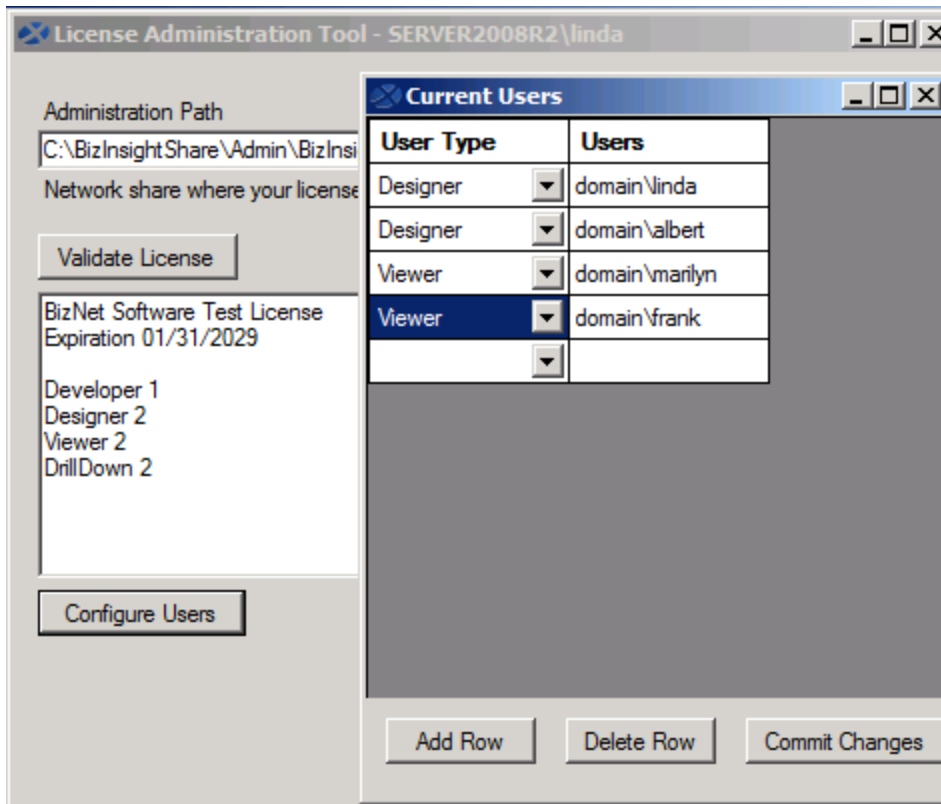 License Administration Tool - SERVER2008R2\linda
Administration Path
C:\BizInsightShare\Admin\BizInsi
Network share where your license
Validate License
BizNet Software Test License
Expiration 01/31/2029
Developer 1
Designer 2
Viewer 2
DrillDown 2
Configure Users
Current Users
User Type Users
Designer domain\linda
Designer domain\albert
Viewer domain\marilyn
Viewer domain\frank
Add Row Delete Row Commit Changes